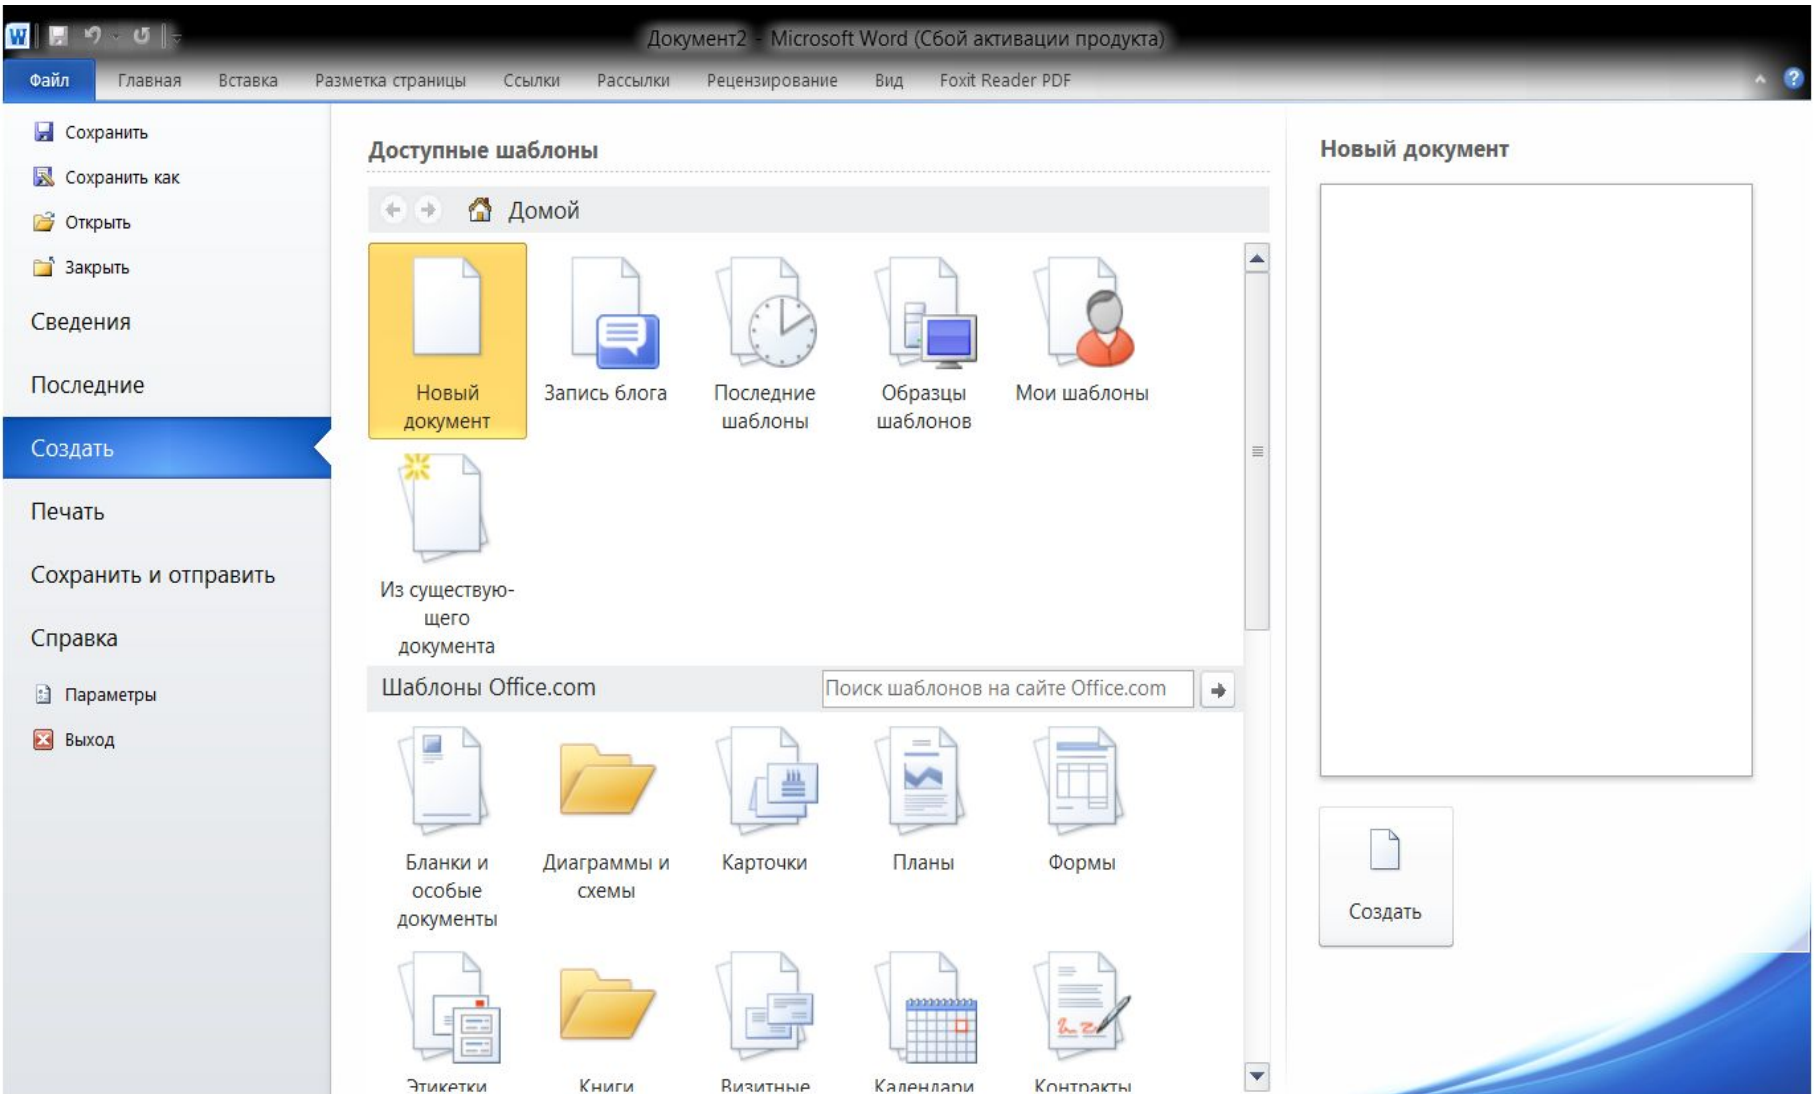 Документ2 - Microsoft Word (Сбой активации продукта)
Файл Главная Вставка Разметка страницы Ссылки Рассылки Рецензирование Вид Foxit Reader PDF
Сохранить
Сохранить как
Открыть
Закрыть
Сведения
Последние
Создать
Печать
Сохранить и отправить
Справка
Параметры
Выход
Доступные шаблоны
Домой
Новый
документ
Запись блога
Последние
шаблоны
Образцы
шаблонов
Мои шаблоны
Из существую-
щего
документа
Шаблоны Office.com
Поиск шаблонов на сайте Office.com
Бланки и
особые
документы
Диаграммы и
схемы
Карточки
Планы
Формы
Этикетки
Книги
Визитные
Календари
Контракты
Новый документ
Создать